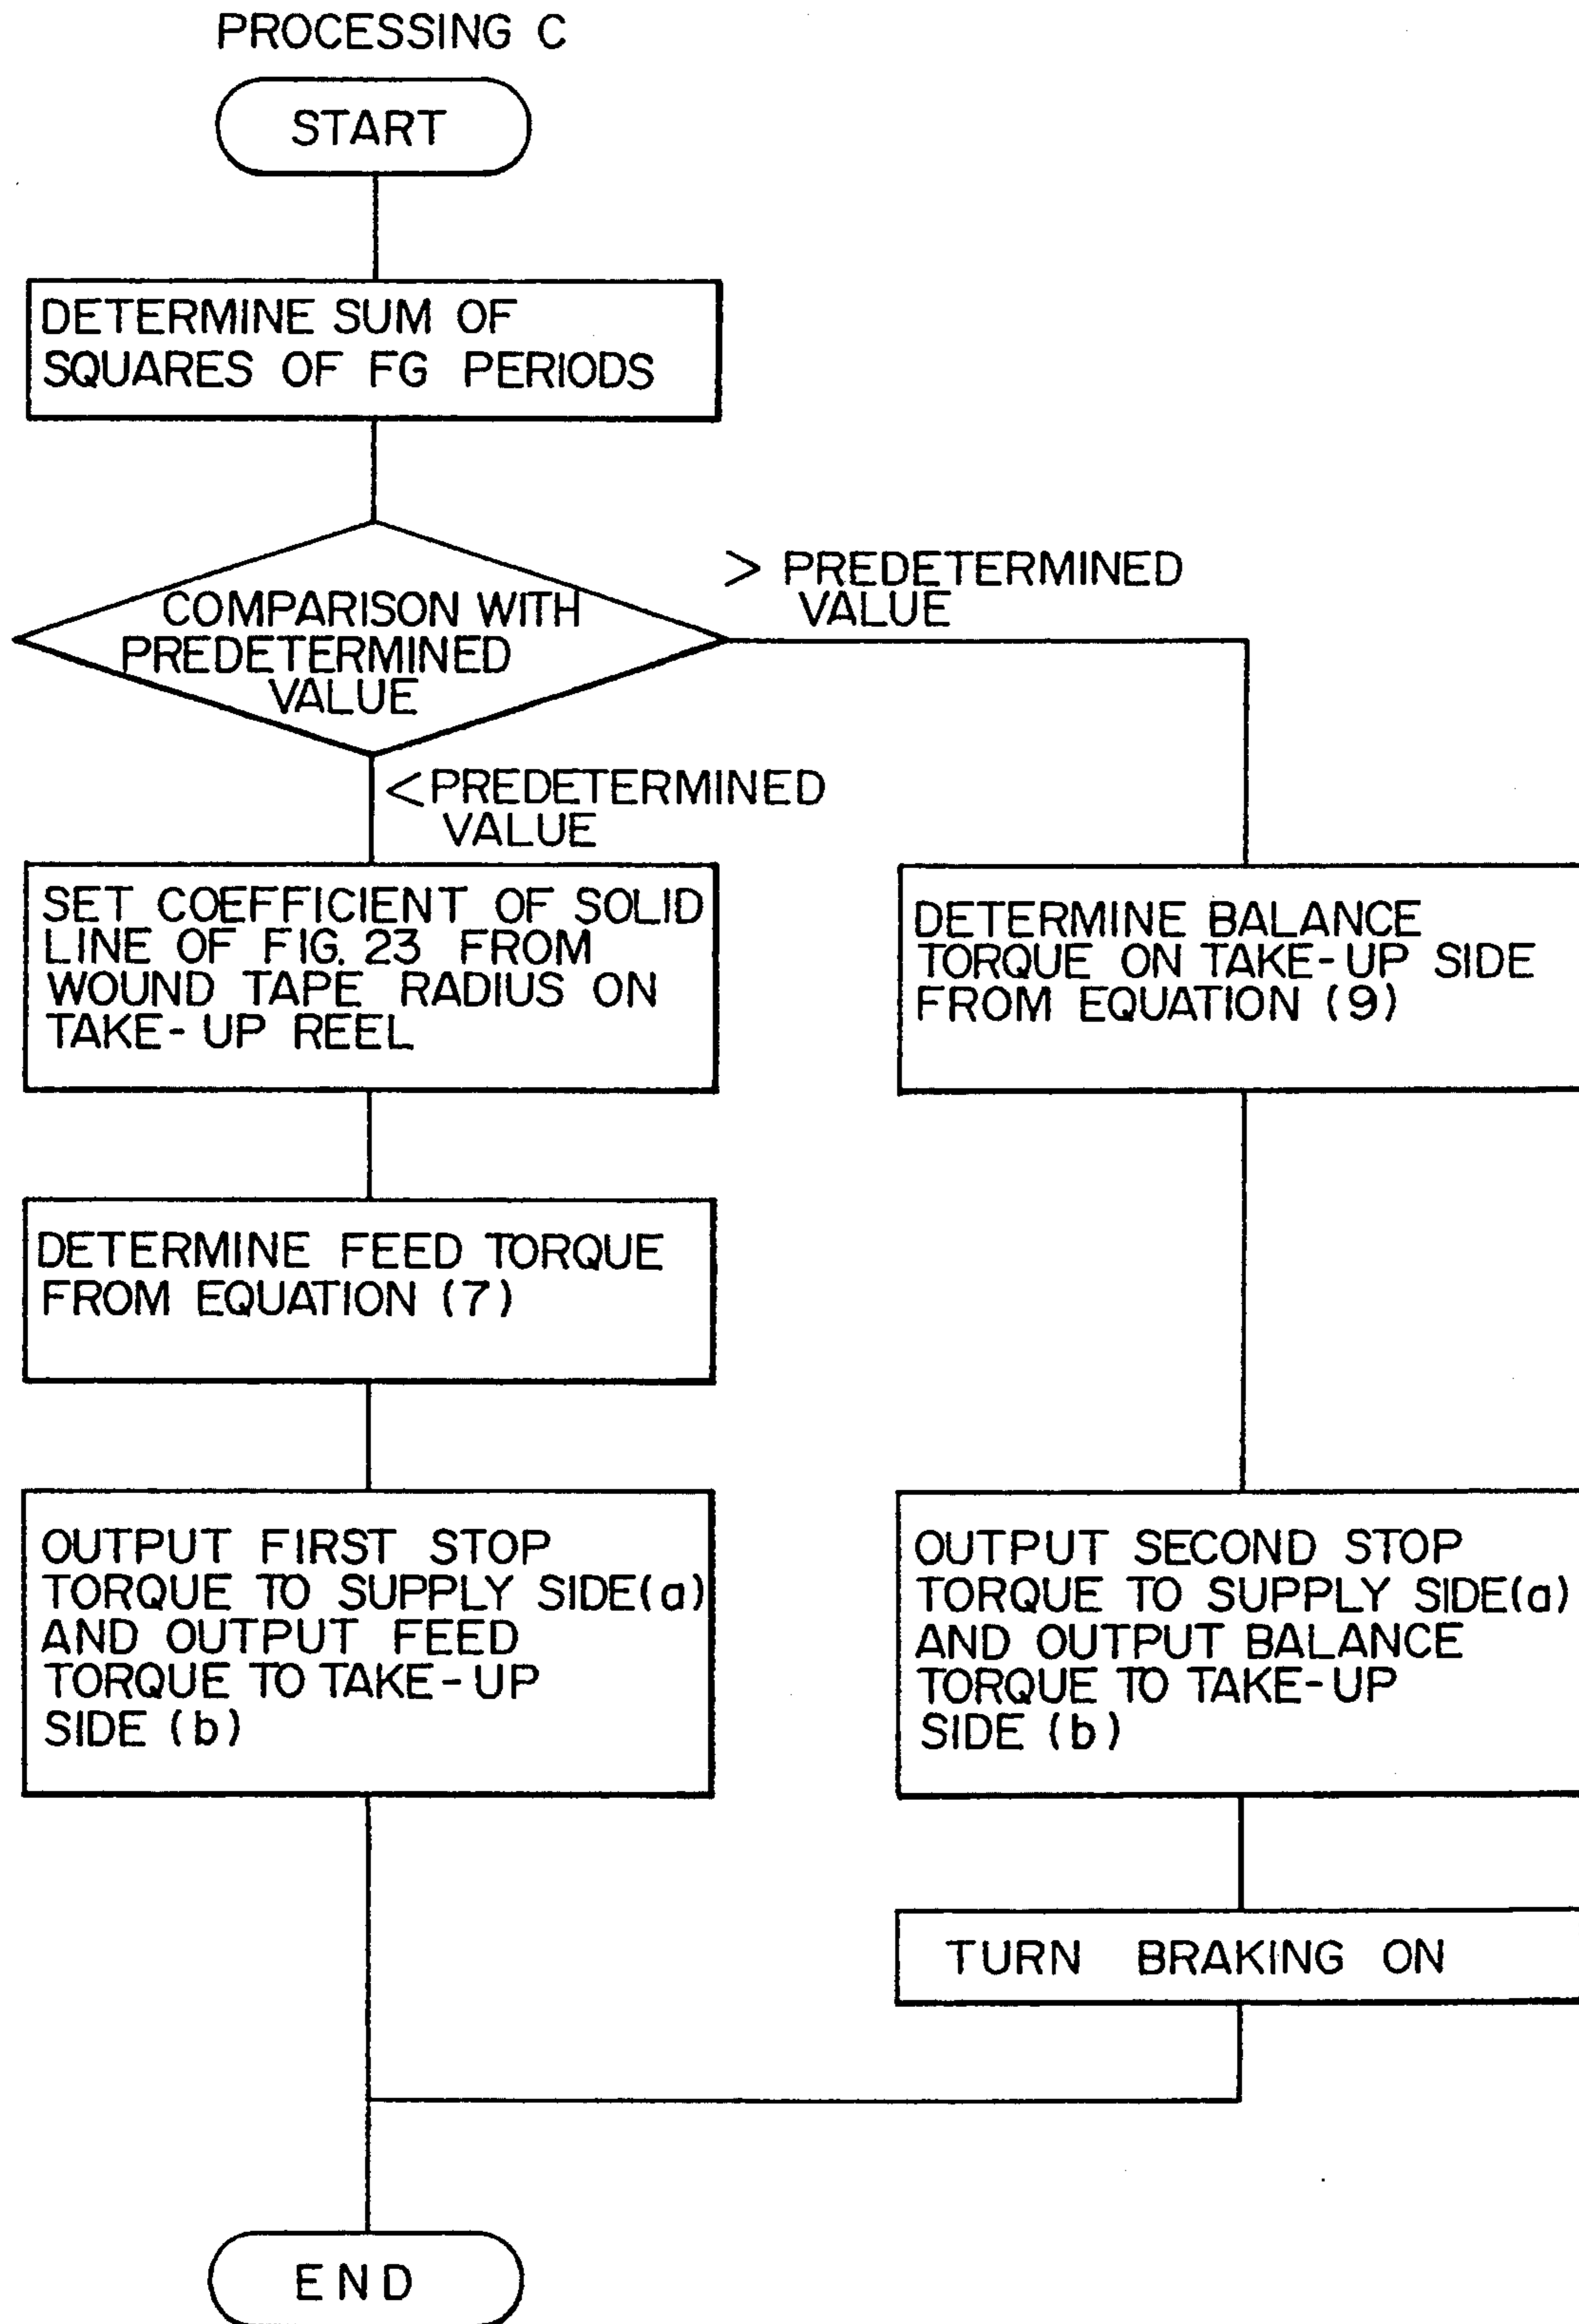 PROCESSING C
START
DETERMINE SUM OF
SQUARES OF FG PERIODS
COMPARISON WITH
PREDETERMINED
VALUE
> PREDETERMINED
VALUE
< PREDETERMINED
VALUE
SET COEFFICIENT OF SOLID
LINE OF FIG. 23 FROM
WOUND TAPE RADIUS ON
TAKE-UP REEL
DETERMINE BALANCE
TORQUE ON TAKE-UP SIDE
FROM EQUATION (9)
DETERMINE FEED TORQUE
FROM EQUATION (7)
OUTPUT FIRST STOP
TORQUE TO SUPPLY SIDE(a)
AND OUTPUT FEED
TORQUE TO TAKE-UP
SIDE (b)
OUTPUT SECOND STOP
TORQUE TO SUPPLY SIDE(a)
AND OUTPUT BALANCE
TORQUE TO TAKE-UP
SIDE (b)
TURN BRAKING ON
END